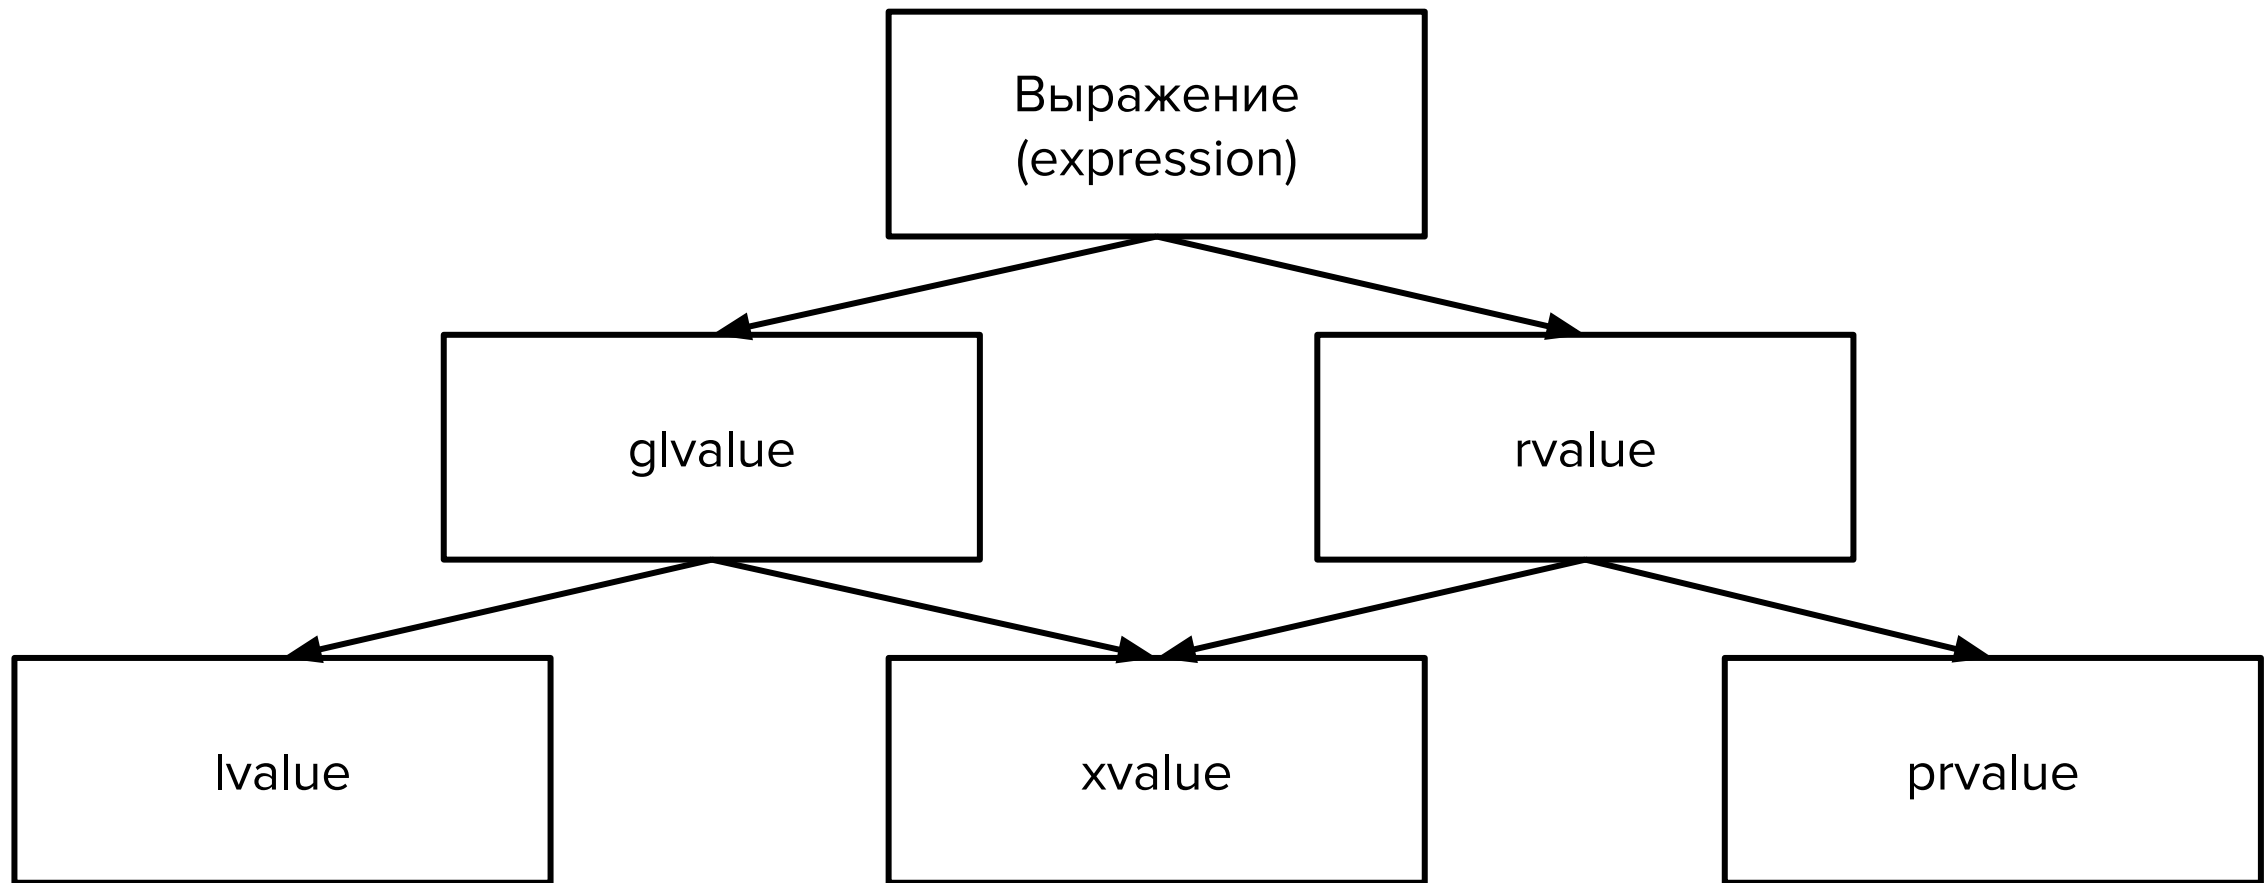 Выражение
(expression)
glvalue
rvalue
lvalue
xvalue
prvalue